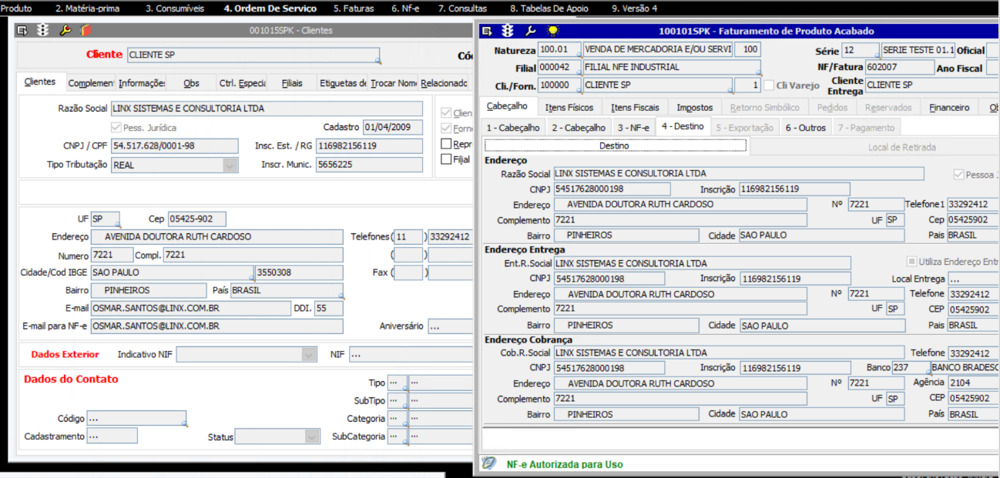 Produto 2. Matéria-prima 3. Consumíveis 4. Ordem De Serviço 5. Faturas 6. Nf-e 7. Consultas 8. Tabelas De Apoio 9. Versão 4
001015SPK - Clientes
Cliente CLIENTE SP Cód
Clientes Complement Informações Obs Ctrl. Especia Filiais Etiquetas de Trocar Nome Relacionado
Razão Social LINX SISTEMAS E CONSULTORIA LTDA Clien
Pess. Jurídica Cadastro 01/04/2009 Forne
CNPJ / CPF 54.517.628/0001-98 Insc. Est. / RG 116982156119 Repr
Tipo Tributação REAL Inscr. Munic. 5656225 Filial
UF SP Cep 05425-902
Endereço AVENIDA DOUTORA RUTH CARDOSO Telefones ( 11 ) 33292412
Numero 7221 Compl. 7221 ( )
Cidade/Cod IBGE SAO PAULO 3550308 Fax ( )
Bairro PINHEIROS País BRASIL
E-mail OSMAR.SANTOS@LINX.COM.BR DDI. 55
E-mail para NF-e OSMAR.SANTOS@LINX.COM.BR Aniversário ...
Dados Exterior Indicativo NIF NIF ...
Dados do Contato
Tipo ... ...
SubTipo ... ...
Código ... Categoria ... ...
Cadastramento ... Status SubCategoria ... ...
100101SPK - Faturamento de Produto Acabado
Natureza 100.01 VENDA DE MERCADORIA E/OU SERVI 100 Série 12 SERIE TESTE 01.1 Oficial
Filial 000042 FILIAL NFE INDUSTRIAL NF/Fatura 602007 Ano Fiscal
Cli./Forn. 100000 CLIENTE SP 1 Cli Varejo Cliente Entrega CLIENTE SP
Cabeçalho Itens Físicos Itens Fiscais Impostos Retorno Simbólico Pedidos Reservados Financeiro Ob
1 - Cabeçalho 2 - Cabeçalho 3 - NF-e 4 - Destino 5 - Exportação 6 - Outros 7 - Pagamento
Destino Local de Retirada
Endereço
Razão Social LINX SISTEMAS E CONSULTORIA LTDA Pessoa J
CNPJ 54517628000198 Inscrição 116982156119
Endereço AVENIDA DOUTORA RUTH CARDOSO Nº 7221 Telefone1 33292412
Complemento 7221 UF SP Cep 05425902
Bairro PINHEIROS Cidade SAO PAULO Pais BRASIL
Endereço Entrega
Ent.R.Social LINX SISTEMAS E CONSULTORIA LTDA Utiliza Endereço Entr
CNPJ 54517628000198 Inscrição 116982156119 Local Entrega ...
Endereço AVENIDA DOUTORA RUTH CARDOSO Nº 7221 Telefone 33292412
Complemento 7221 UF SP CEP 05425902
Bairro PINHEIROS Cidade SAO PAULO Pais BRASIL
Endereço Cobrança
Cob.R.Social LINX SISTEMAS E CONSULTORIA LTDA Telefone 33292412
CNPJ 54517628000198 Inscrição 116982156119 Banco 237 BANCO BRADESC
Endereço AVENIDA DOUTORA RUTH CARDOSO Nº 7221 Agência 2104
Complemento 7221 UF SP CEP 05425902
Bairro PINHEIROS Cidade SAO PAULO País BRASIL
NF-e Autorizada para Uso